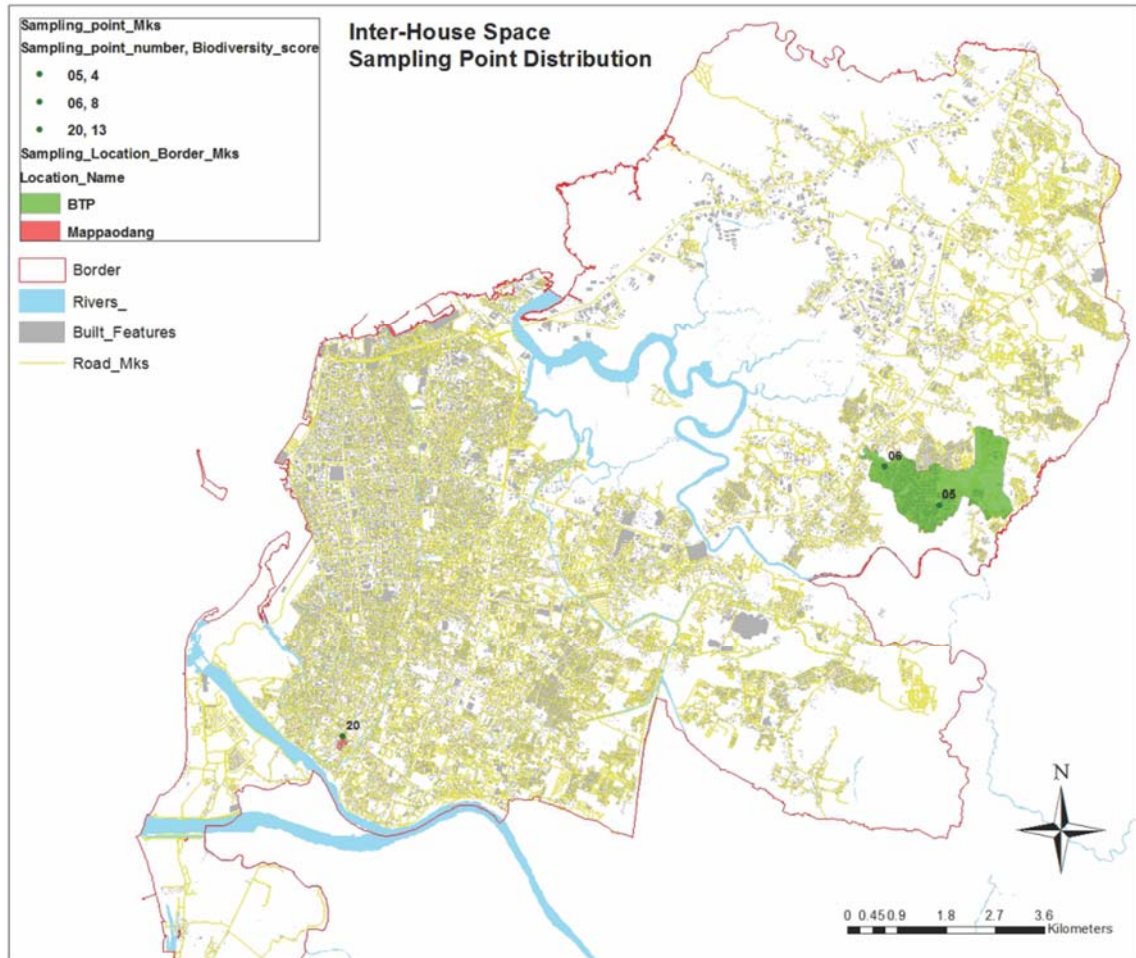 Sampling_point_Mks
Sampling_point_number, Biodiversity_score
05, 4
06, 8
20, 13
Sampling_Location_Border_Mks
Location_Name
BTP
Mappaodang
Border
Rivers_
Built_Features
Road_Mks
Inter-House Space
Sampling Point Distribution
06
05
20
N
0 0.45 0.9 1.8 2.7 3.6
Kilometers